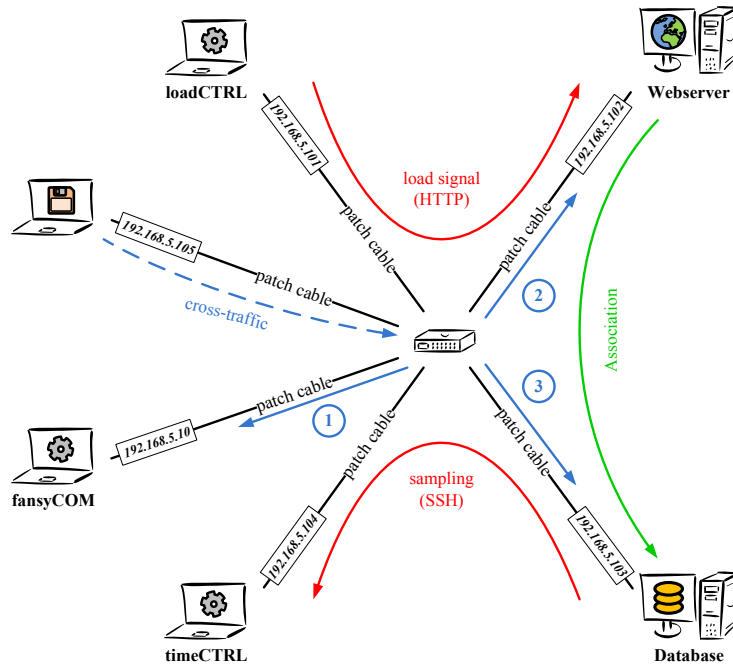 loadCTRL
Webserver
192.168.5.101
192.168.5.102
load signal
(HTTP)
patch cable
patch cable
192.168.5.105
patch cable
cross-traffic
2
Association
patch cable
1
3
192.168.5.10
fansyCOM
patch cable
patch cable
sampling
(SSH)
192.168.5.104
192.168.5.103
timeCTRL
Database